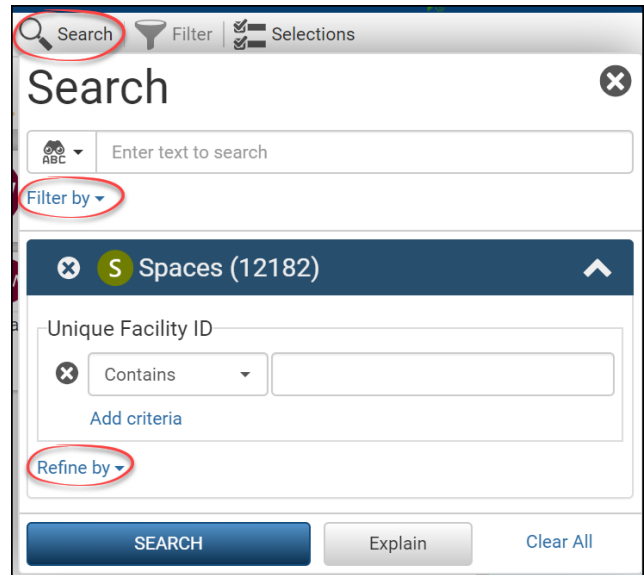 Search Filter Selections
Search
ABC Enter text to search
Filter by
S Spaces (12182)
Unique Facility ID
Contains
Add criteria
Refine by
SEARCH Explain Clear All